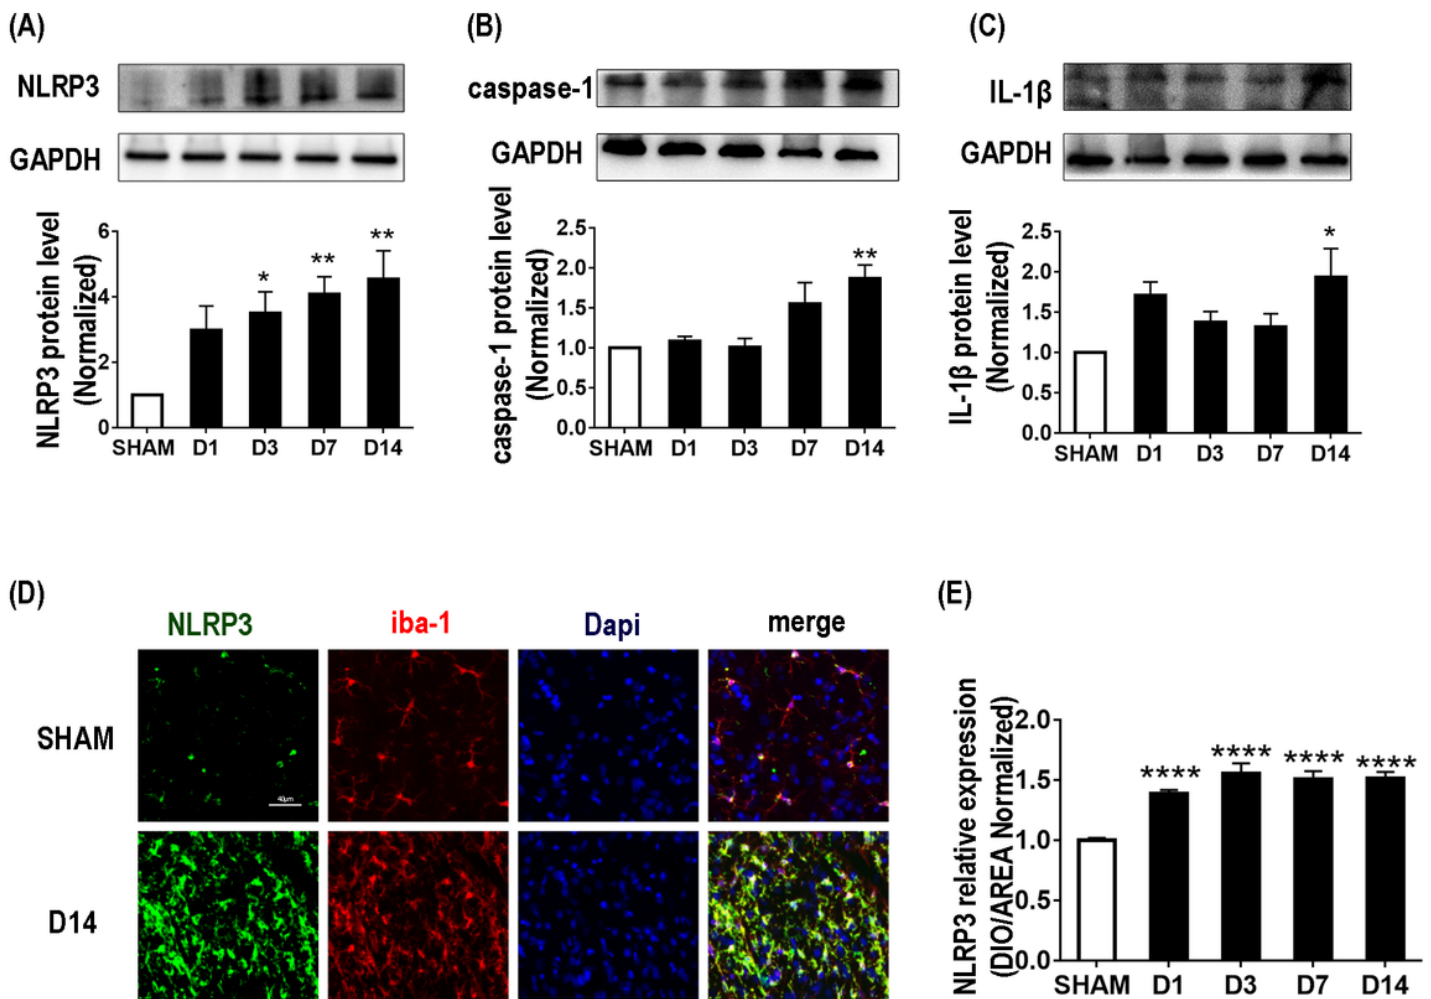 (A)
NLRP3
GAPDH
NLRP3 protein level
(Normalized)
6
4
2
0
* ** **
SHAM D1 D3 D7 D14
(B)
caspase-1
GAPDH
caspase-1 protein level
(Normalized)
2.5
2.0
1.5
1.0
0.5
0.0
**
SHAM D1 D3 D7 D14
(C)
IL-1β
GAPDH
IL-1β protein level
(Normalized)
2.5
2.0
1.5
1.0
0.5
0.0
*
SHAM D1 D3 D7 D14
(D)
NLRP3 iba-1 Dapi merge
SHAM
40μm
D14
(E)
NLRP3 relative expression
(DIO/AREA Normalized)
2.0
1.5
1.0
0.5
0.0
**** **** **** ****
SHAM D1 D3 D7 D14